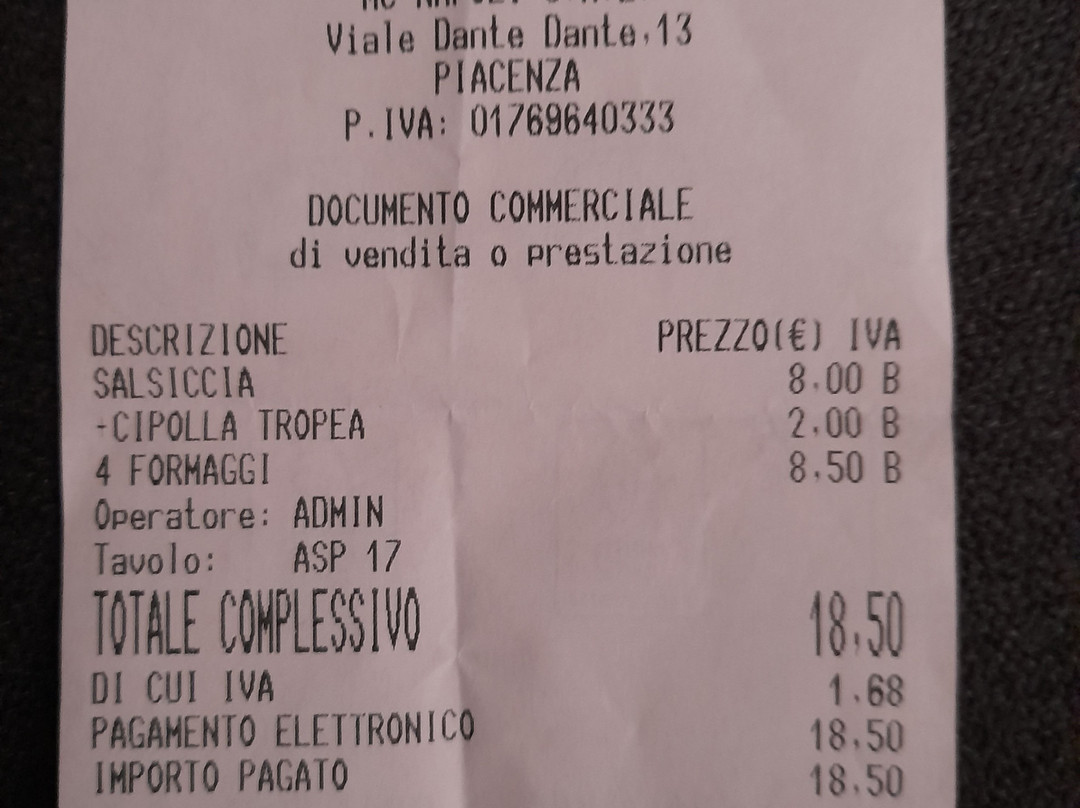 Viale Dante Dante,13
PIACENZA
P.IVA: 01769640333
DOCUMENTO COMMERCIALE
di vendita o prestazione
DESCRIZIONE PREZZO(€) IVA
SALSICCIA 8,00 B
-CIPOLLA TROPEA 2,00 B
4 FORMAGGI 8,50 B
Operatore: ADMIN
Tavolo: ASP 17
TOTALE COMPLESSIVO 18,50
DI CUI IVA 1,68
PAGAMENTO ELETTRONICO 18,50
IMPORTO PAGATO 18,50